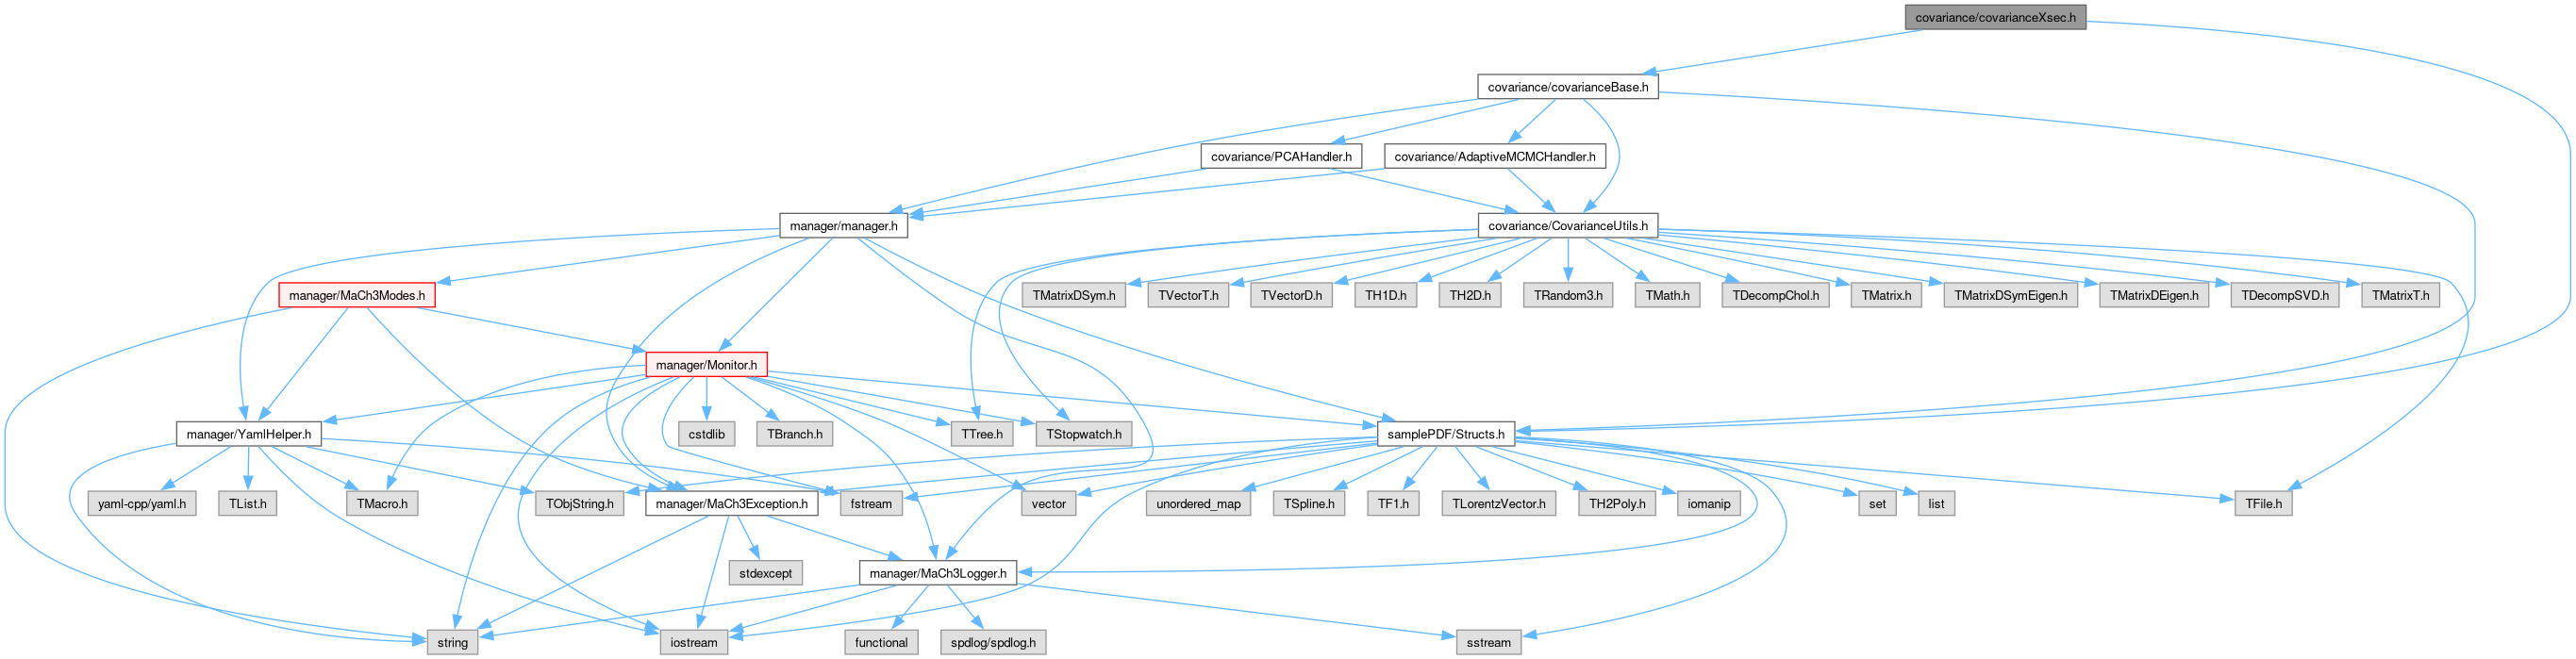 covariance/covarianceXsec.h
covariance/covarianceBase.h
covariance/PCAHandler.h
covariance/AdaptiveMCMCHandler.h
manager/manager.h
covariance/CovarianceUtils.h
manager/MaCh3Modes.h
TMatrixDSym.h
TVectorT.h
TVectorD.h
TH1D.h
TH2D.h
TRandom3.h
TMath.h
TDecompChol.h
TMatrix.h
TMatrixDSymEigen.h
TMatrixDEigen.h
TDecompSVD.h
TMatrixT.h
manager/Monitor.h
manager/YamlHelper.h
cstdlib
TBranch.h
TTree.h
TStopwatch.h
samplePDF/Structs.h
yaml-cpp/yaml.h
TList.h
TMacro.h
TObjString.h
manager/MaCh3Exception.h
fstream
vector
unordered_map
TSpline.h
TF1.h
TLorentzVector.h
TH2Poly.h
iomanip
set
list
TFile.h
stdexcept
manager/MaCh3Logger.h
string
iostream
functional
spdlog/spdlog.h
sstream